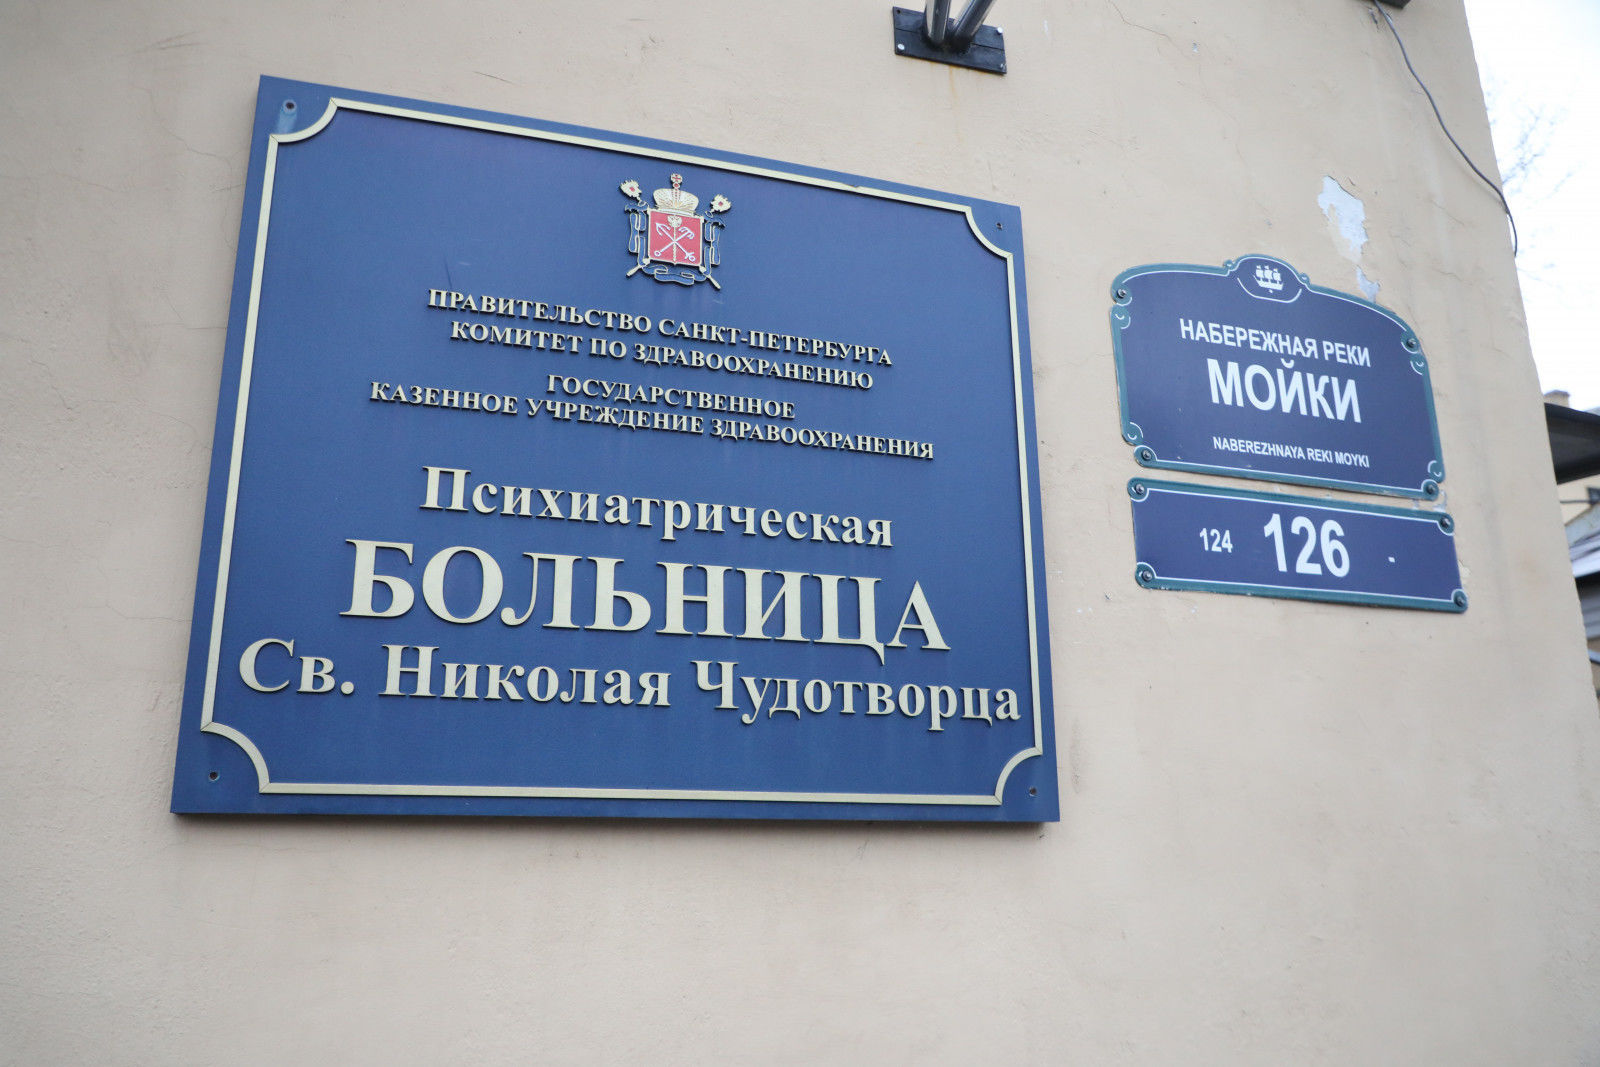 ПРАВИТЕЛЬСТВО САНКТ-ПЕТЕРБУРГА
КОМИТЕТ ПО ЗДРАВООХРАНЕНИЮ
ГОСУДАРСТВЕННОЕ
КАЗЕННОЕ УЧРЕЖДЕНИЕ ЗДРАВООХРАНЕНИЯ
Психиатрическая
БОЛЬНИЦА
Св. Николая Чудотворца
НАБЕРЕЖНАЯ РЕКИ
МОЙКИ
NABEREZHNAYA REKI MOYKI
124 126 -